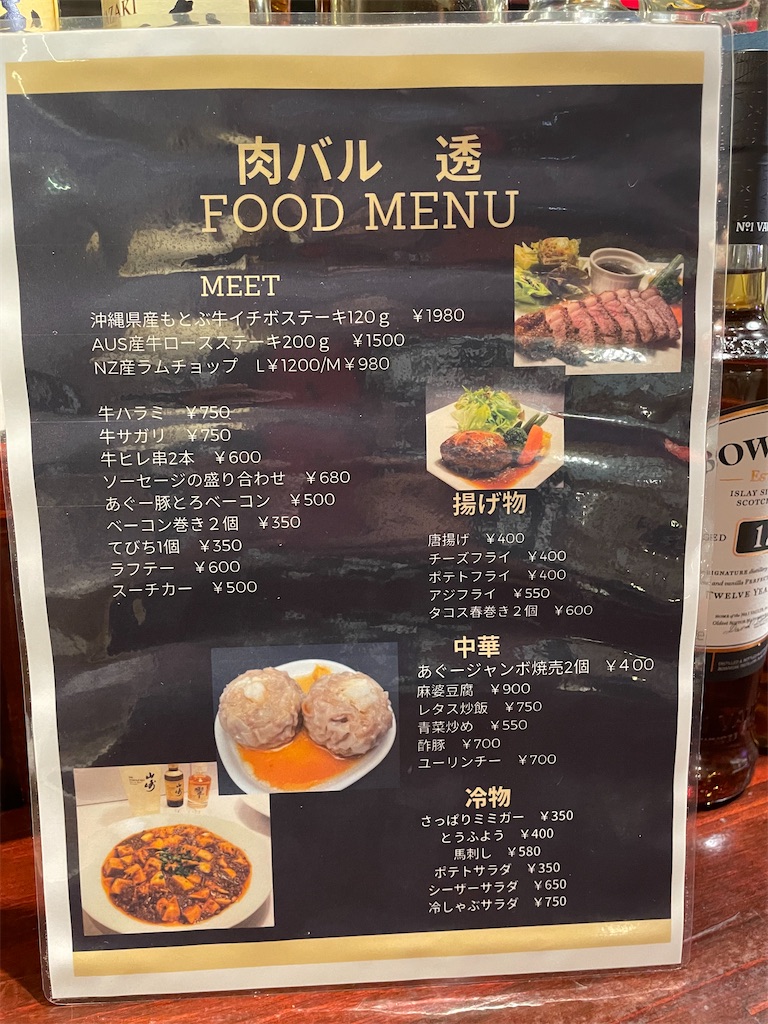 ZAKI
肉バル 透
FOOD MENU
MEET
沖縄県産もとぶ牛イチボステーキ120g ¥1980
AUS産牛ロースステーキ200g ¥1500
NZ産ラムチョップ L¥1200/M¥980
牛ハラミ ¥750
牛サガリ ¥750
牛ヒレ串2本 ¥600
ソーセージの盛り合わせ ¥680
あぐー豚とろベーコン ¥500
ベーコン巻き2個 ¥350
てびち1個 ¥350
ラフテー ¥600
スーチカー ¥500
揚げ物
唐揚げ ¥400
チーズフライ ¥400
ポテトフライ ¥400
アジフライ ¥550
タコス春巻き2個 ¥600
中華
あぐージャンボ焼売2個 ¥400
麻婆豆腐 ¥900
レタス炒飯 ¥750
青菜炒め ¥550
酢豚 ¥700
ユーリンチー ¥700
冷物
さっぱりミミガー ¥350
とうふよう ¥400
馬刺し ¥580
ポテトサラダ ¥350
シーザーサラダ ¥650
冷しゃぶサラダ ¥750
山崎
Nº1 VA
BOW
ISLAY SI
SCOTC
TWELVE YEA